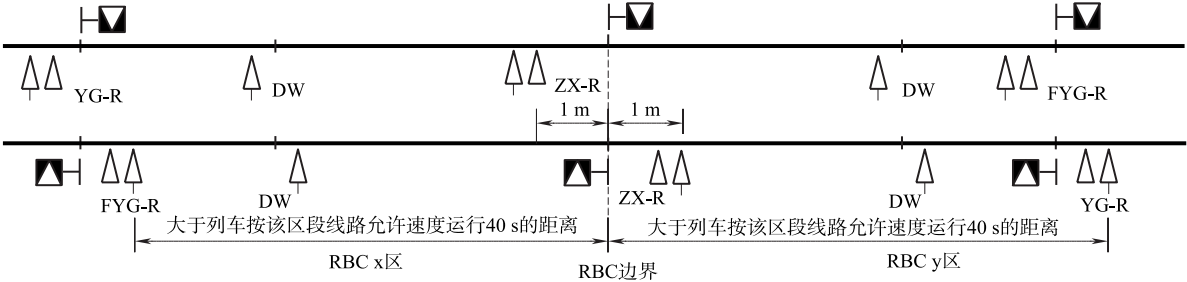 YG-R
DW
ZX-R
DW
FYG-R
1 m
1 m
FYG-R
DW
ZX-R
DW
YG-R
大于列车按该区段线路允许速度运行40 s的距离
大于列车按该区段线路允许速度运行40 s的距离
RBC x区
RBC边界
RBC y区